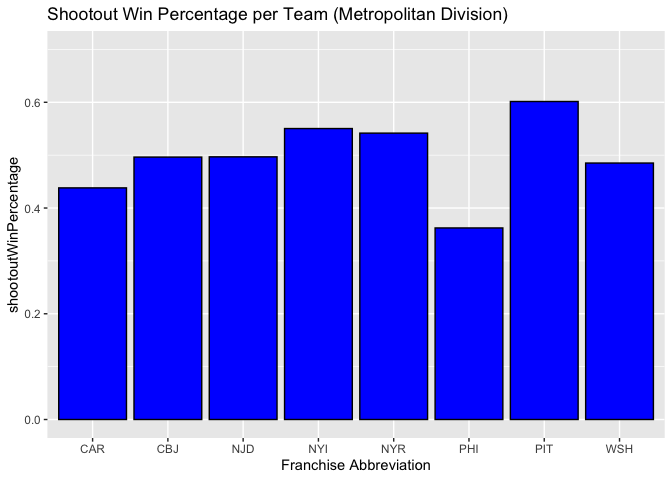 Shootout Win Percentage per Team (Metropolitan Division)
shootoutWinPercentage
0.6
0.4
0.2
0.0
CAR CBJ NJD NYI NYR PHI PIT WSH
Franchise Abbreviation